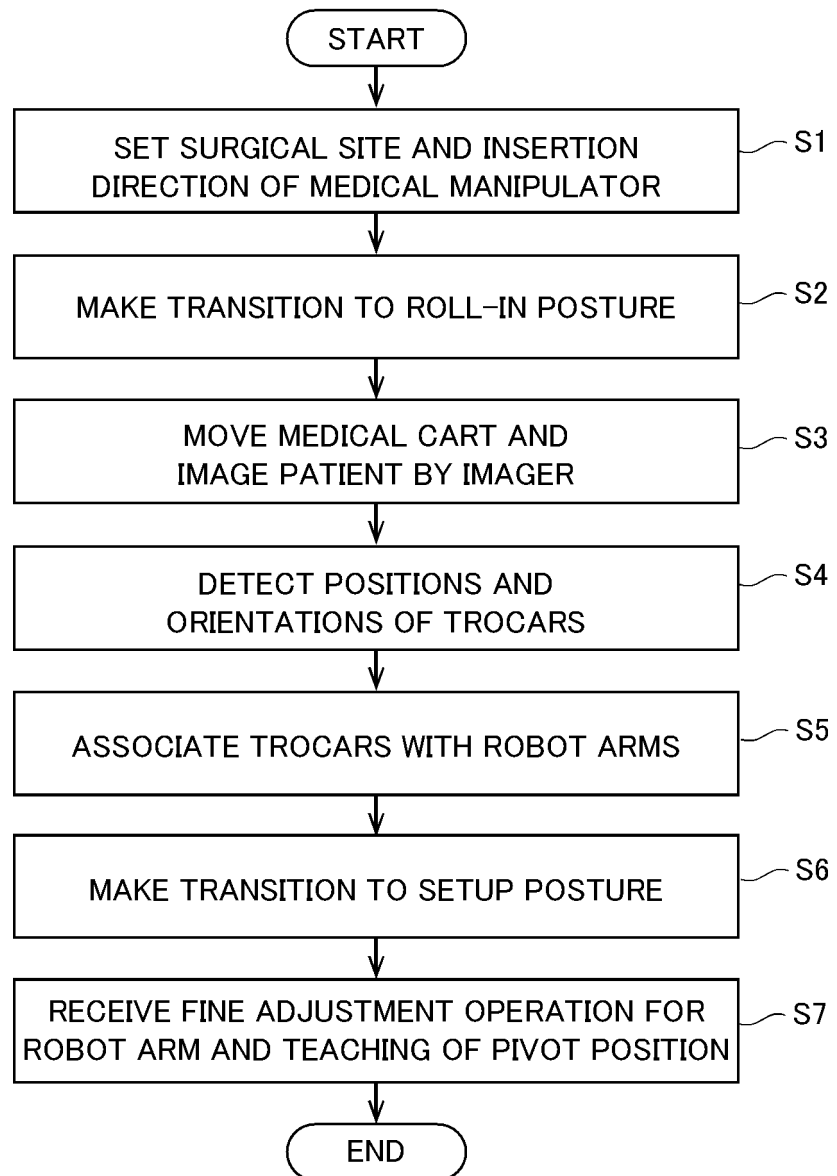 START
SET SURGICAL SITE AND INSERTION
DIRECTION OF MEDICAL MANIPULATOR
S1
MAKE TRANSITION TO ROLL-IN POSTURE
S2
MOVE MEDICAL CART AND
IMAGE PATIENT BY IMAGER
S3
DETECT POSITIONS AND
ORIENTATIONS OF TROCARS
S4
ASSOCIATE TROCARS WITH ROBOT ARMS
S5
MAKE TRANSITION TO SETUP POSTURE
S6
RECEIVE FINE ADJUSTMENT OPERATION FOR
ROBOT ARM AND TEACHING OF PIVOT POSITION
S7
END